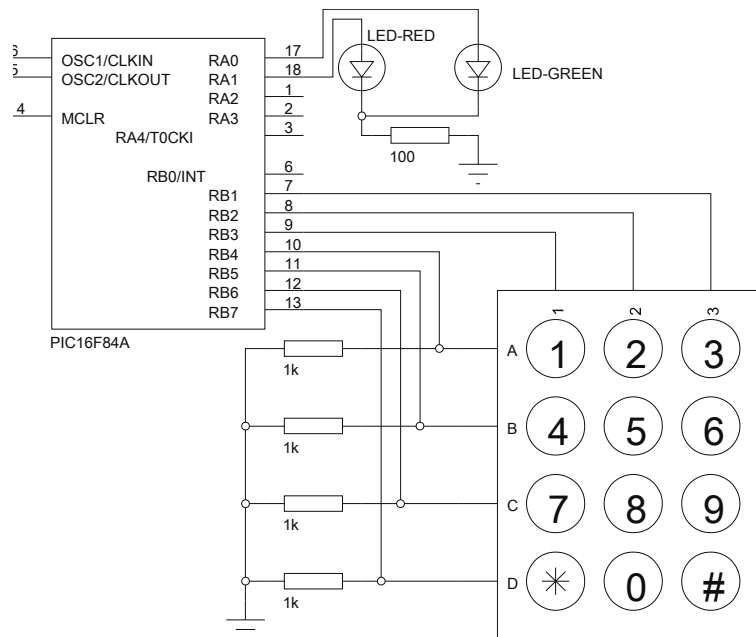 OSC1/CLKIN
OSC2/CLKOUT
4
MCLR
RA0
RA1
RA2
RA3
RA4/T0CKI
RB0/INT
RB1
RB2
RB3
RB4
RB5
RB6
RB7
17
18
1
2
3
6
7
8
9
10
11
12
13
PIC16F84A
LED-RED
LED-GREEN
100
1k
1k
1k
1k
1 2 3
A 1 2 3
B 4 5 6
C 7 8 9
D * 0 #